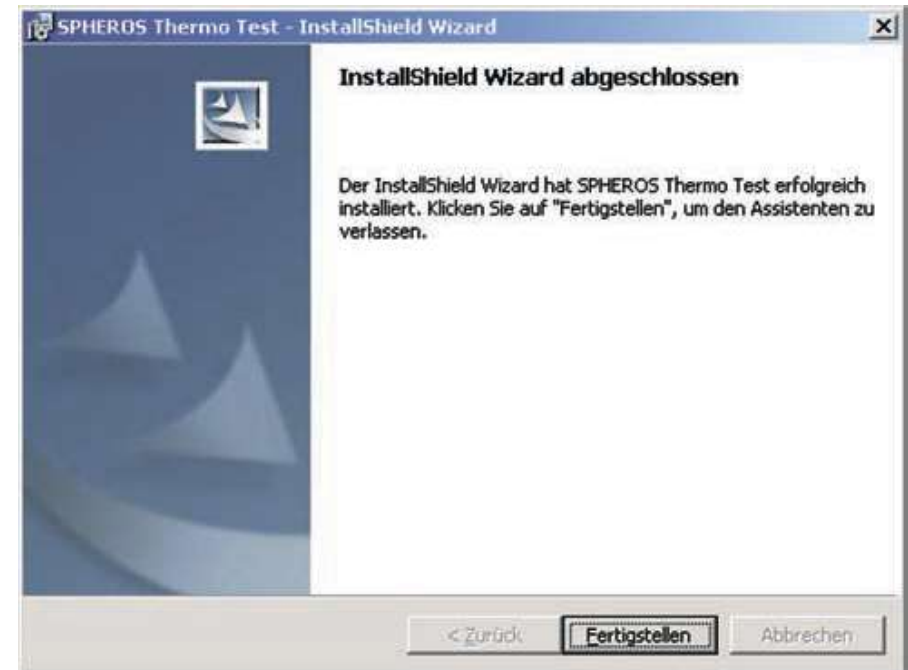 SPHEROS Thermo Test - InstallShield Wizard
InstallShield Wizard abgeschlossen
Der InstallShield Wizard hat SPHEROS Thermo Test erfolgreich
installiert. Klicken Sie auf "Fertigstellen", um den Assistenten zu
verlassen.
< Zurück Fertigstellen Abbrechen